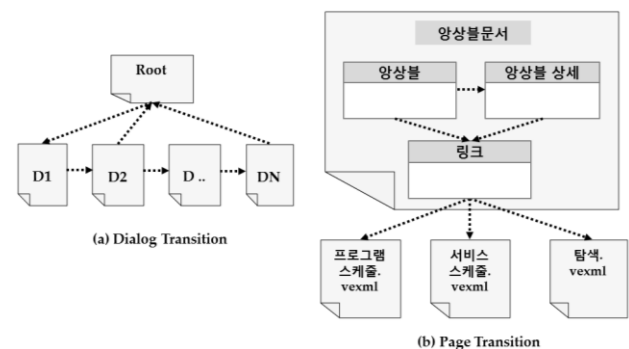 Root
D1
D2
D ..
DN
(a) Dialog Transition
앙상블문서
앙상블
앙상블 상세
링크
프로그램
스케줄.
vexml
서비스
스케줄.
vexml
탐색.
vexml
(b) Page Transition